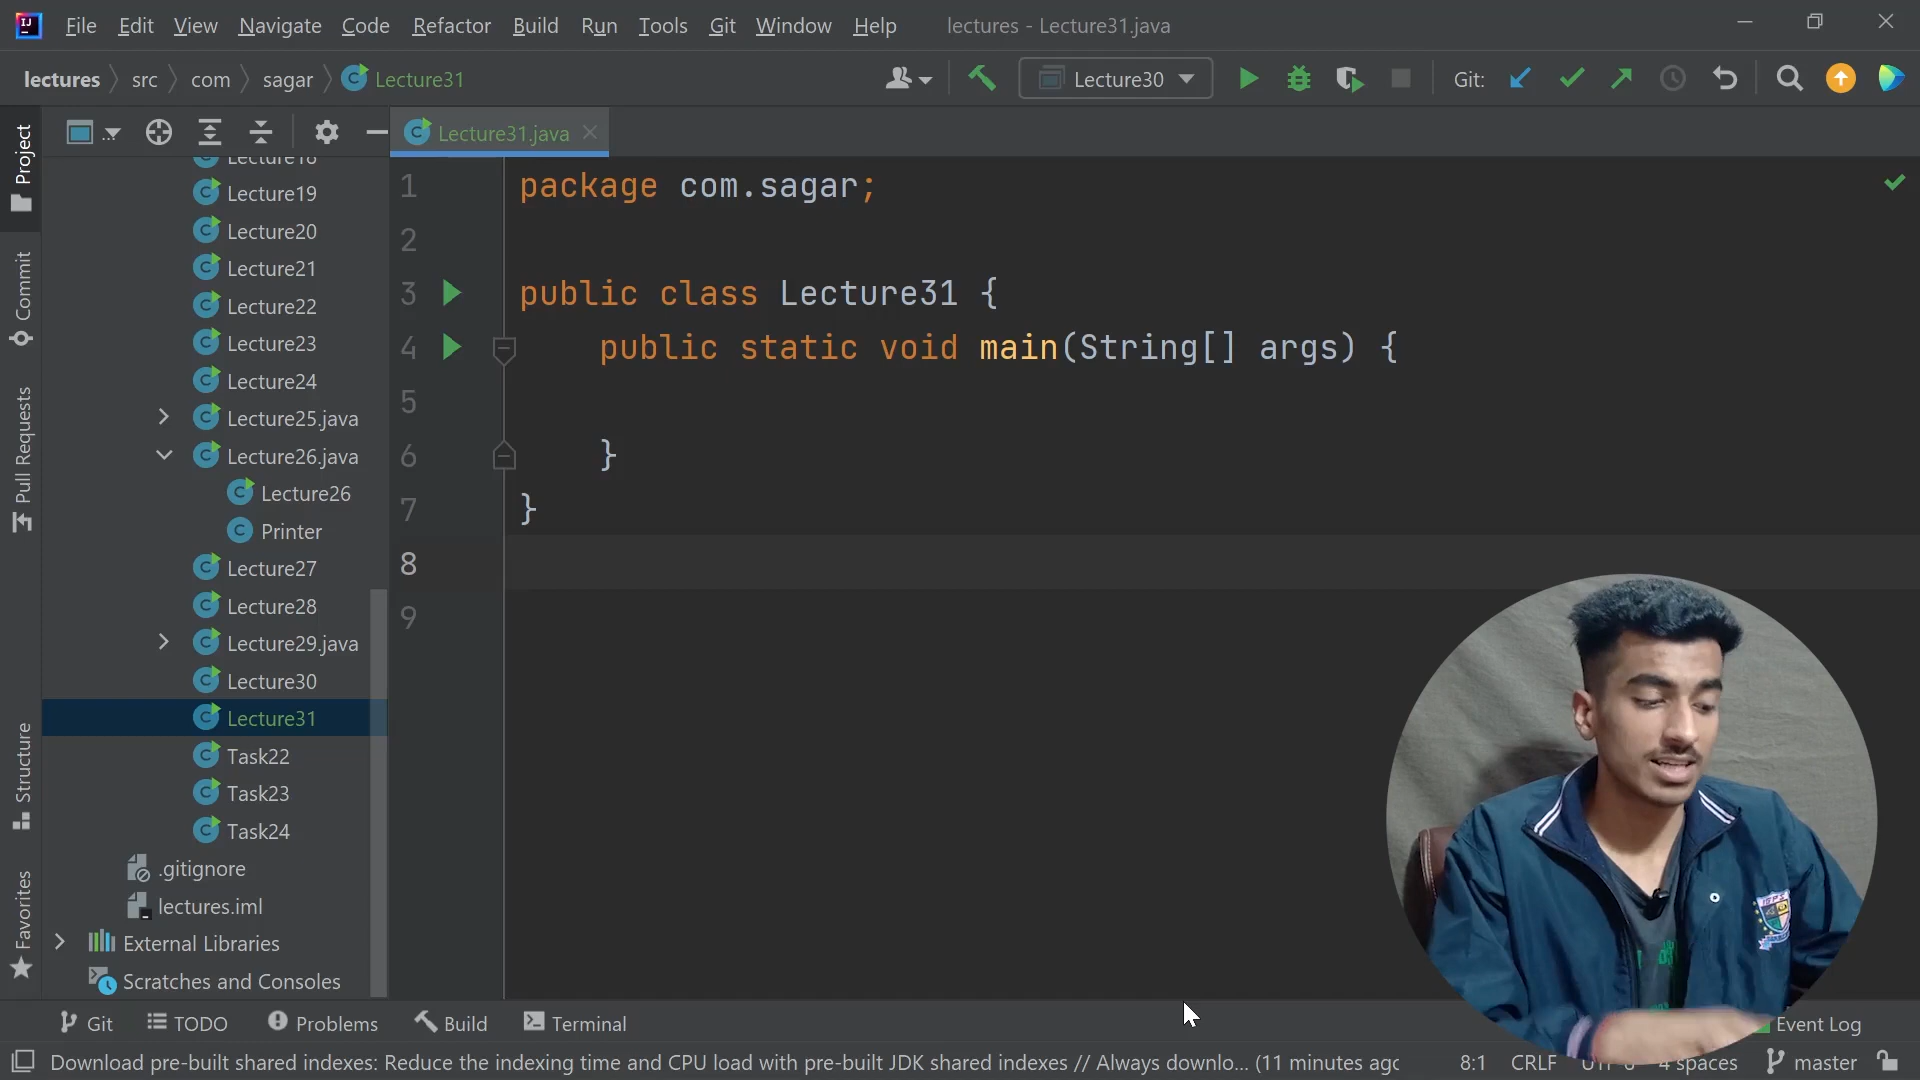 File Edit View Navigate Code Refactor Build Run Tools Git Window Help lectures - Lecture31.java
lectures src com sagar Lecture31 Lecture30 Git:
Project
Commit
Pull Requests
Structure
Favorites
Lecture18
Lecture19
Lecture20
Lecture21
Lecture22
Lecture23
Lecture24
Lecture25.java
Lecture26.java
Lecture26
Printer
Lecture27
Lecture28
Lecture29.java
Lecture30
Lecture31
Task22
Task23
Task24
.gitignore
lectures.iml
External Libraries
Scratches and Consoles
Lecture31.java
1 package com.sagar;
2
3 public class Lecture31 {
4 public static void main(String[] args) {
5
6 }
7 }
8
9
Git TODO Problems Build Terminal Event Log
Download pre-built shared indexes: Reduce the indexing time and CPU load with pre-built JDK shared indexes // Always downlo... (11 minutes agc 8:1 CRLF spaces master